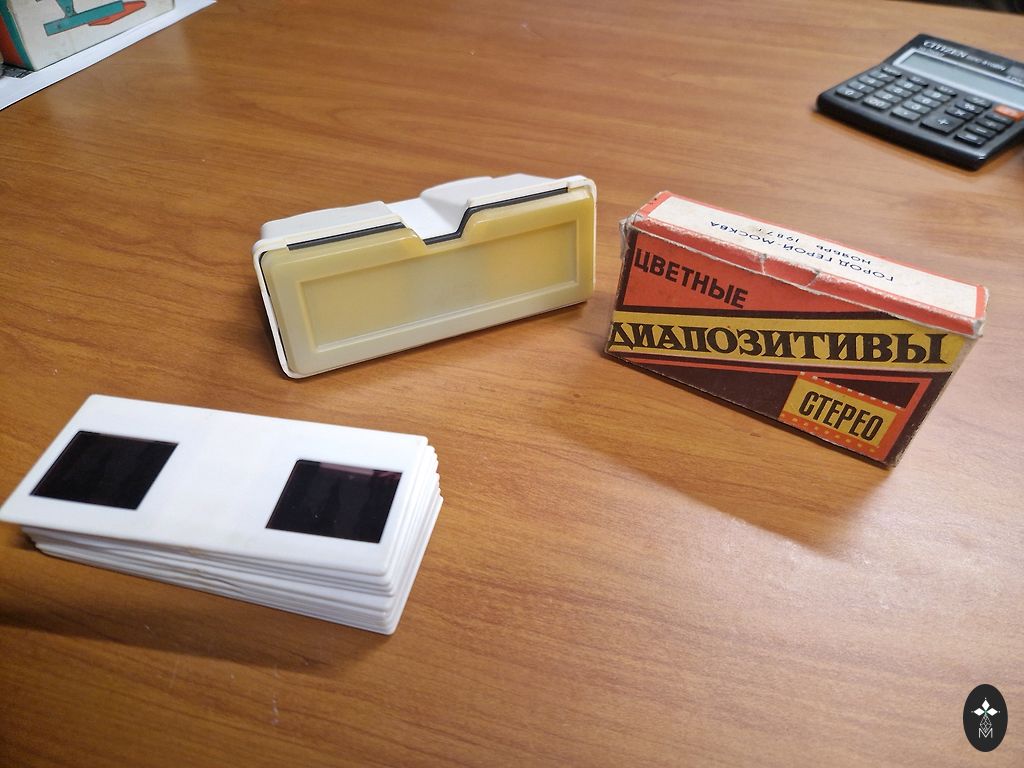 CITIZEN
ГОРОД ГЕРОЙ-МОСКВА
НОЯБРЬ 1987 г.
ЦВЕТНЫЕ
ДИАПОЗИТИВЫ
СТЕРЕО
M